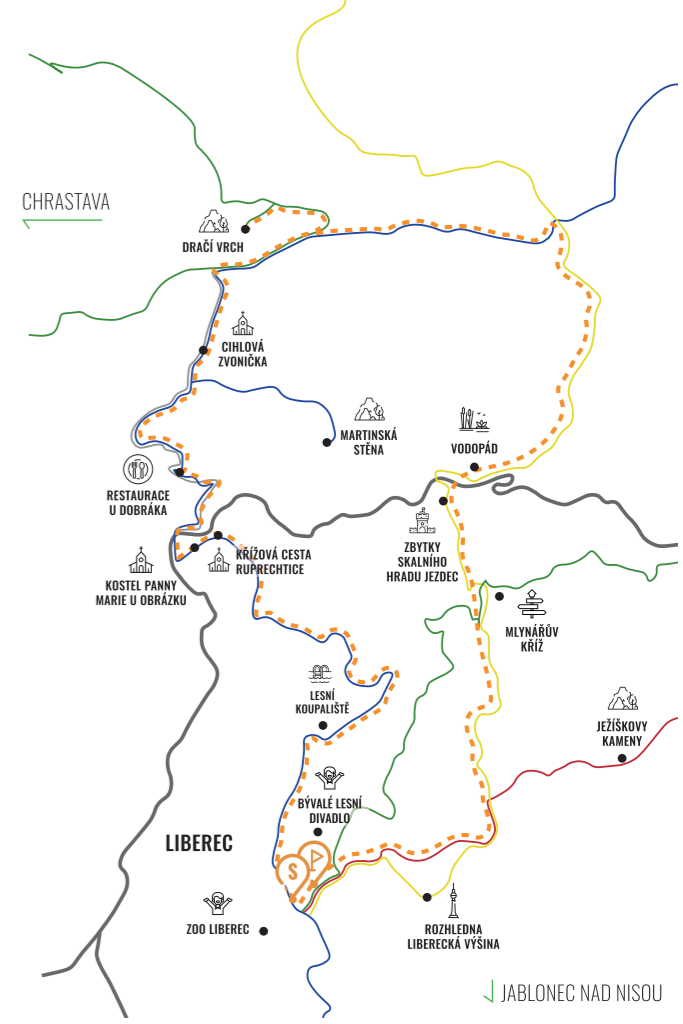 CHRASTAVA
DRAČÍ VRCH
CIHLOVÁ
ZVONIČKA
MARTINSKÁ
STĚNA
VODOPÁD
RESTAURACE
U DOBRÁKA
ZBYTKY
SKALNÍHO
HRADU JEZDEC
KŘÍŽOVÁ CESTA
RUPRECHTICE
KOSTEL PANNY
MARIE U OBRÁZKU
MLYNÁŘŮV
KŘÍŽ
LESNÍ
KOUPALIŠTĚ
JEŽÍŠKOVY
KAMENY
BÝVALÉ LESNÍ
DIVADLO
LIBEREC
S
ZOO LIBEREC
ROZHLEDNA
LIBERECKÁ VÝŠINA
JABLONEC NAD NISOU